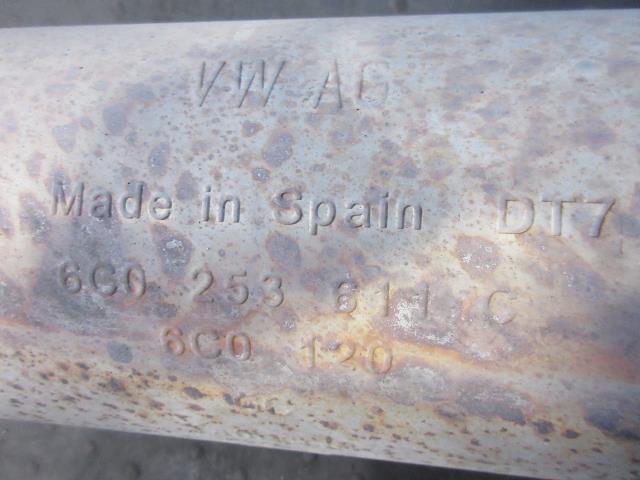 VW AG
Made in Spain DT7
6C0 253 611 C
6C0 120